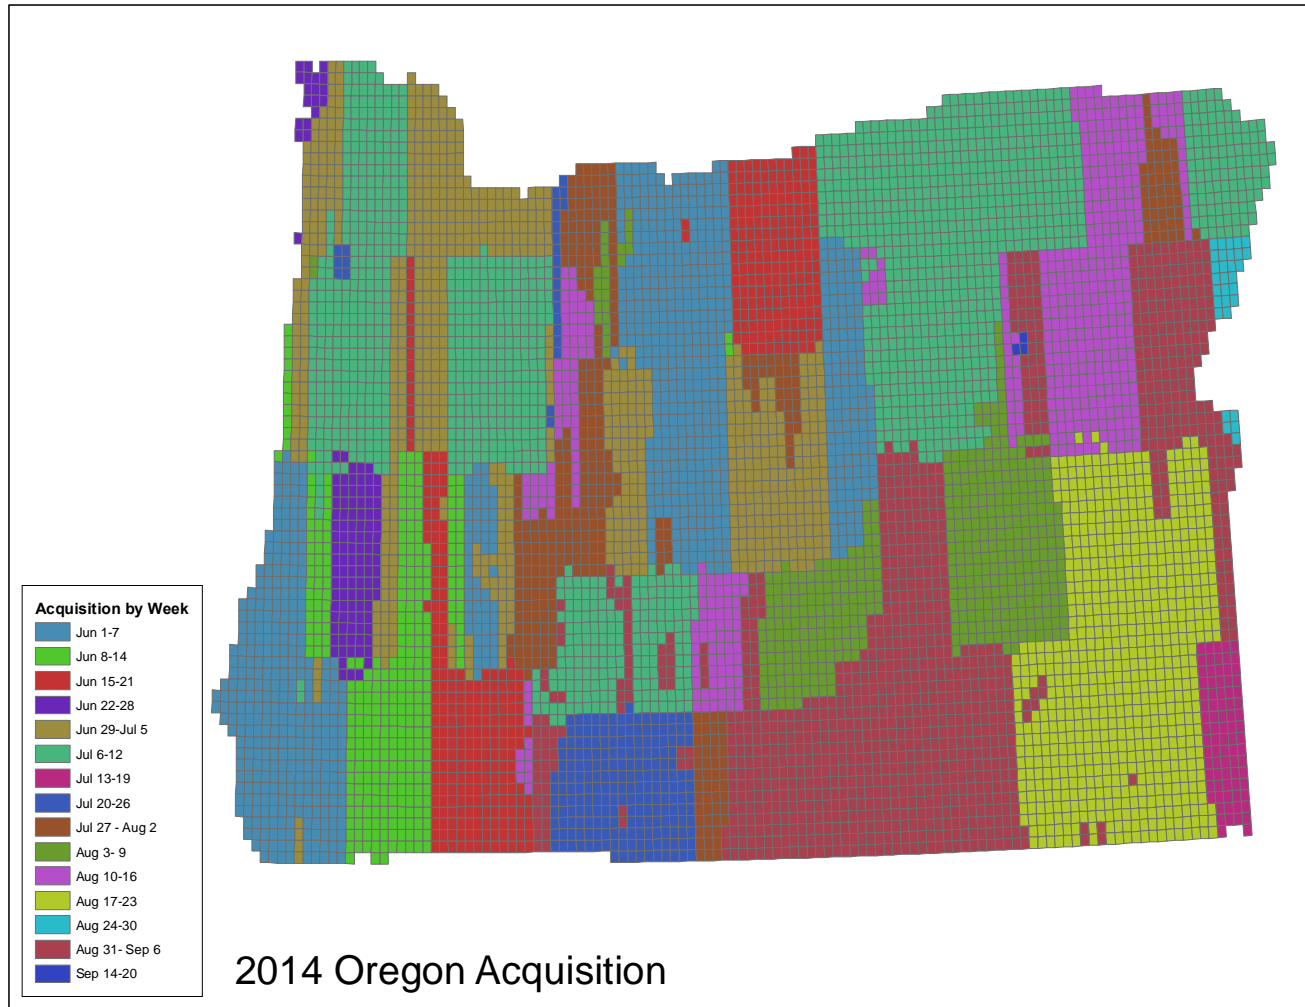 Acquisition by Week
Jun 1-7
Jun 8-14
Jun 15-21
Jun 22-28
Jun 29-Jul 5
Jul 6-12
Jul 13-19
Jul 20-26
Jul 27 - Aug 2
Aug 3- 9
Aug 10-16
Aug 17-23
Aug 24-30
Aug 31- Sep 6
Sep 14-20
2014 Oregon Acquisition